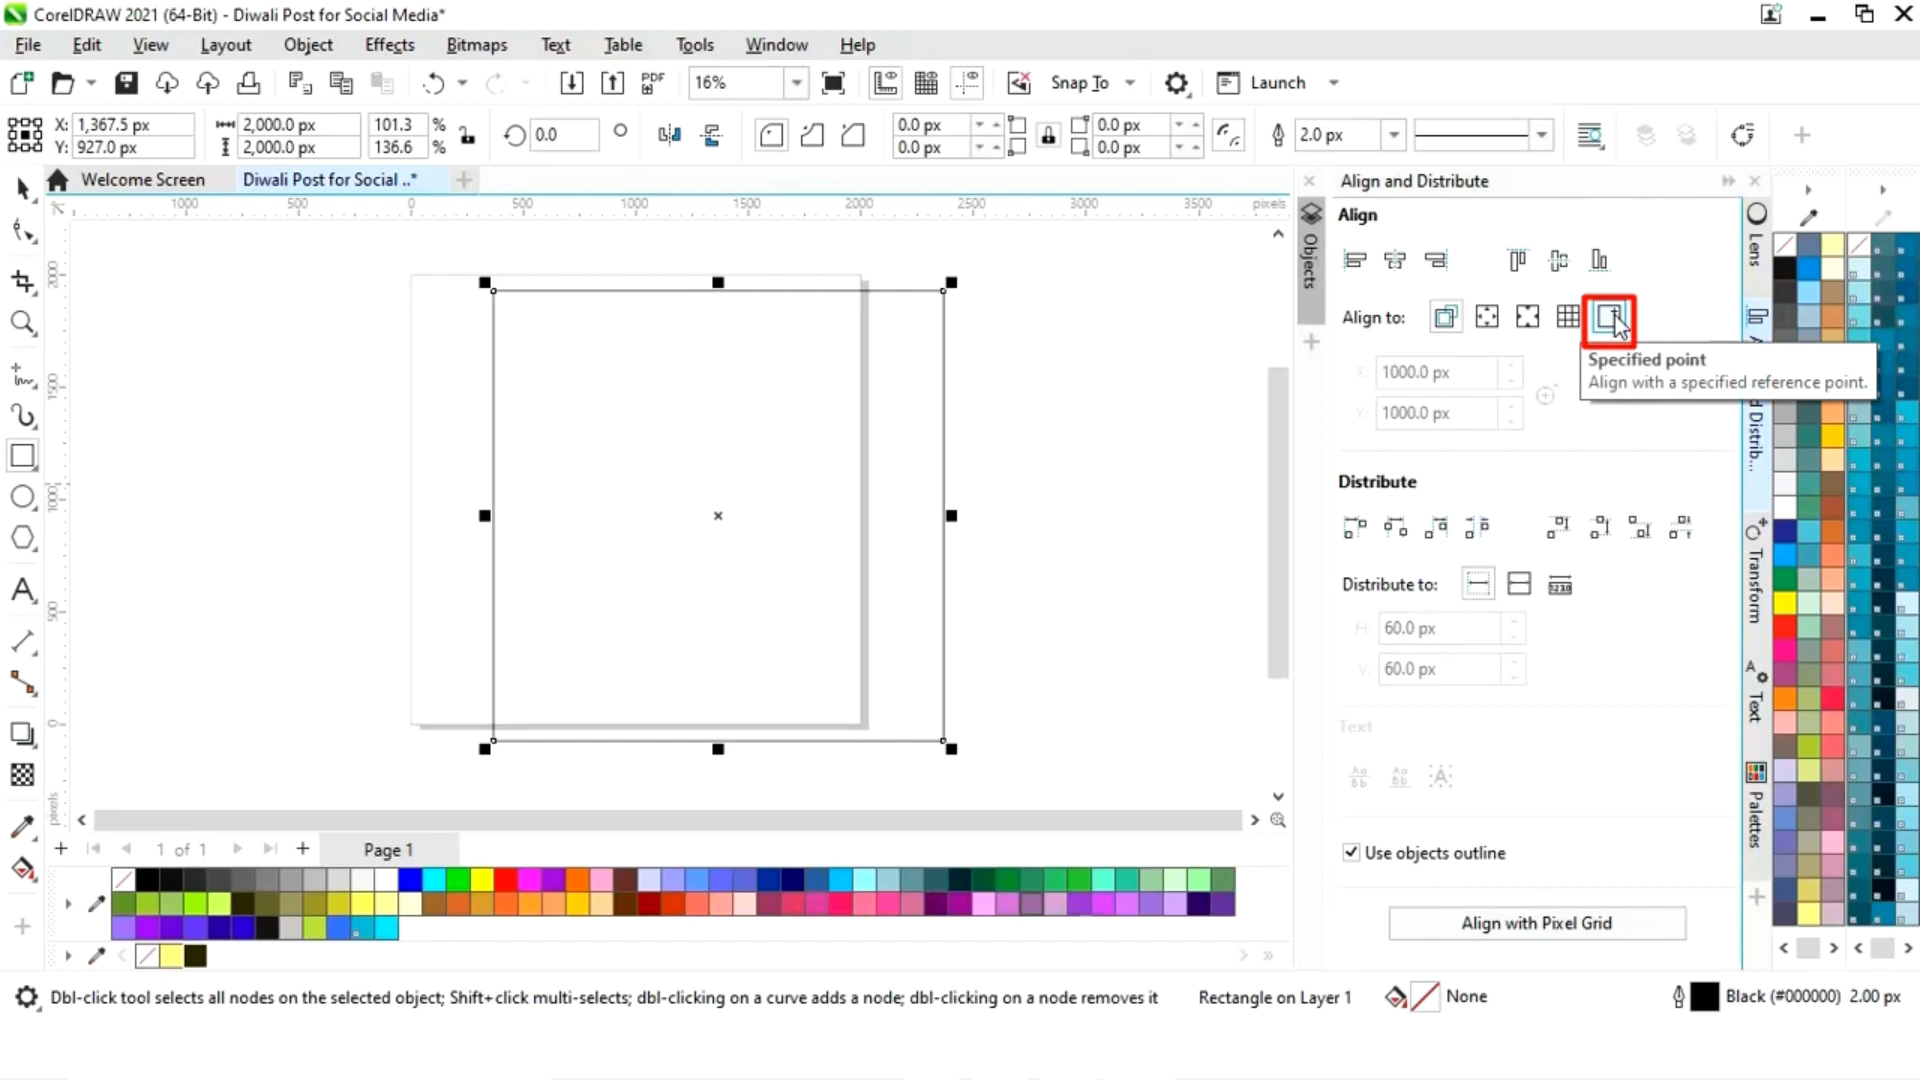 CorelDRAW 2021 (64-Bit) - Diwali Post for Social Media*
File Edit View Layout Object Effects Bitmaps Text Table Tools Window Help
PDF 16% Snap To Launch
X: 1,367.5 px 2,000.0 px 101.3 % 0.0 0.0 px 0.0 px 2.0 px
Y: 927.0 px 2,000.0 px 136.6 % 0.0 px 0.0 px
Welcome Screen Diwali Post for Social ..*
1000 500 0 500 1000 1500 2000 2500 3000 3500 pixels
2000
1500
1000
500
0
pixels
Align and Distribute
Align
Align to:
Specified point
Align with a specified reference point.
X: 1000.0 px
Y: 1000.0 px
Distribute
Distribute to:
H: 60.0 px
V: 60.0 px
Text
Use objects outline
Align with Pixel Grid
Objects
Lens
A
d Distrib...
Transform
Text
Palettes
1 of 1 Page 1
Dbl-click tool selects all nodes on the selected object; Shift+click multi-selects; dbl-clicking on a curve adds a node; dbl-clicking on a node removes it Rectangle on Layer 1 None Black (#000000) 2.00 px